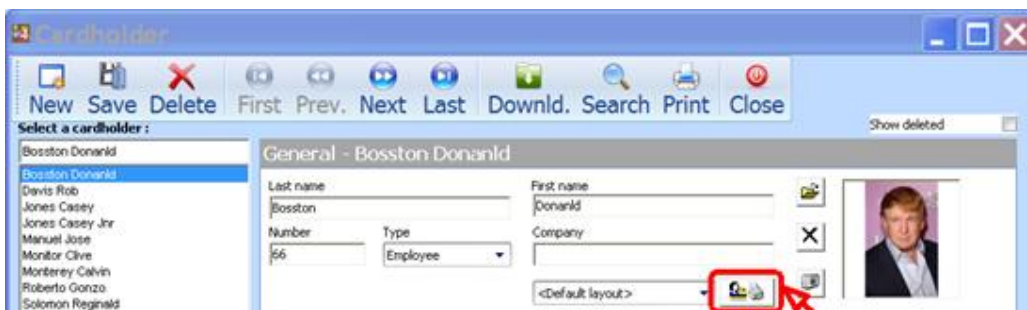 Cardholder
New Save Delete First Prev. Next Last Downld. Search Print Close
Select a cardholder :
Show deleted
Bosston Donanld
General - Bosston Donanld
Bosston Donanld
Davis Rob
Jones Casey
Jones Casey Jnr
Manuel Jose
Monitor Clive
Monterey Calvin
Roberto Gonzo
Solomon Reginald
Last name
First name
Bosston
Donanld
Number
Type
Company
66
Employee
<Default layout>